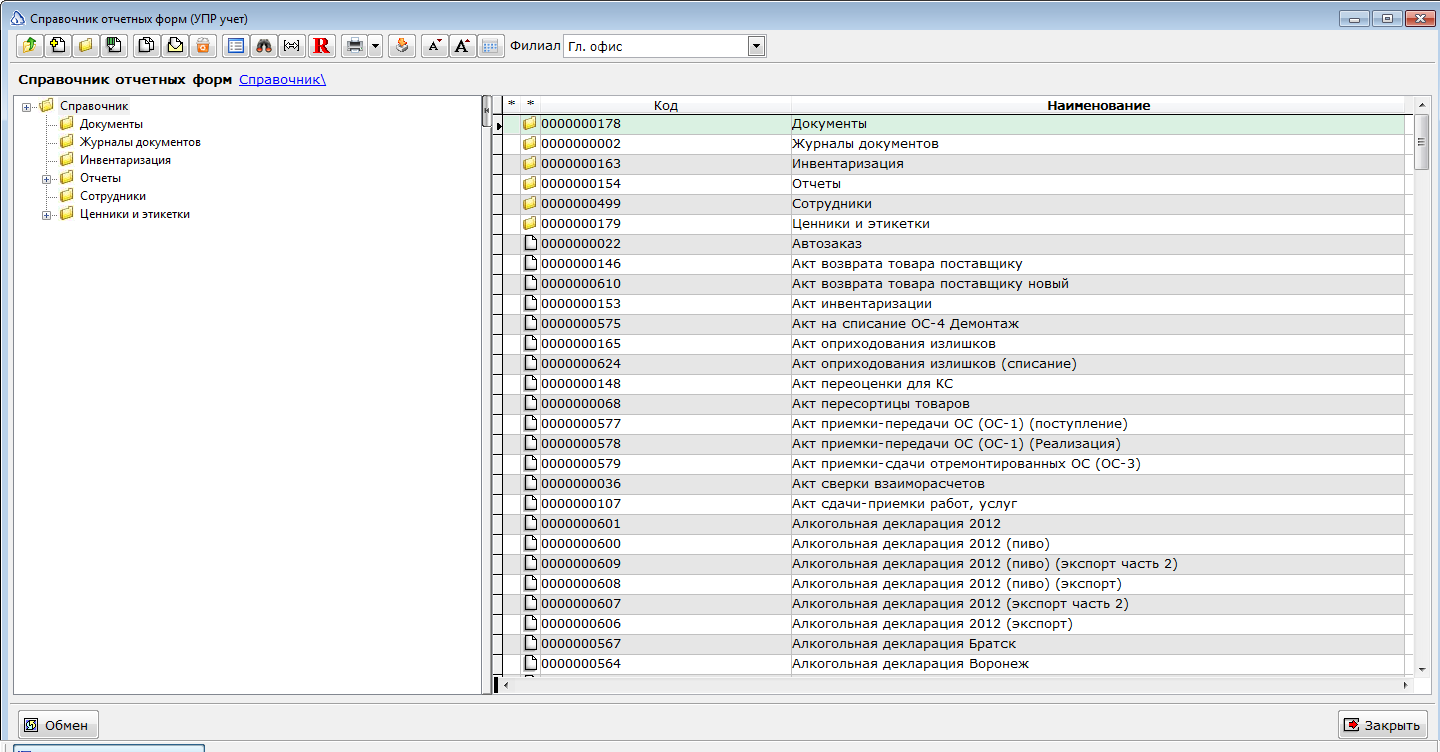 Справочник отчетных форм (УПР учет)
R A A Филиал Гл. офис
Справочник отчетных форм Справочник\
Справочник
Документы
Журналы документов
Инвентаризация
Отчеты
Сотрудники
Ценники и этикетки
* * Код Наименование
0000000178 Документы
0000000002 Журналы документов
0000000163 Инвентаризация
0000000154 Отчеты
0000000499 Сотрудники
0000000179 Ценники и этикетки
0000000022 Автозаказ
0000000146 Акт возврата товара поставщику
0000000610 Акт возврата товара поставщику новый
0000000153 Акт инвентаризации
0000000575 Акт на списание ОС-4 Демонтаж
0000000165 Акт оприходования излишков
0000000624 Акт оприходования излишков (списание)
0000000148 Акт переоценки для КС
0000000068 Акт пересортицы товаров
0000000577 Акт приемки-передачи ОС (ОС-1) (поступление)
0000000578 Акт приемки-передачи ОС (ОС-1) (Реализация)
0000000579 Акт приемки-сдачи отремонтированных ОС (ОС-3)
0000000036 Акт сверки взаиморасчетов
0000000107 Акт сдачи-приемки работ, услуг
0000000601 Алкогольная декларация 2012
0000000600 Алкогольная декларация 2012 (пиво)
0000000609 Алкогольная декларация 2012 (пиво) (экспорт часть 2)
0000000608 Алкогольная декларация 2012 (пиво) (экспорт)
0000000607 Алкогольная декларация 2012 (экспорт часть 2)
0000000606 Алкогольная декларация 2012 (экспорт)
0000000567 Алкогольная декларация Братск
0000000564 Алкогольная декларация Воронеж
Обмен Закрыть